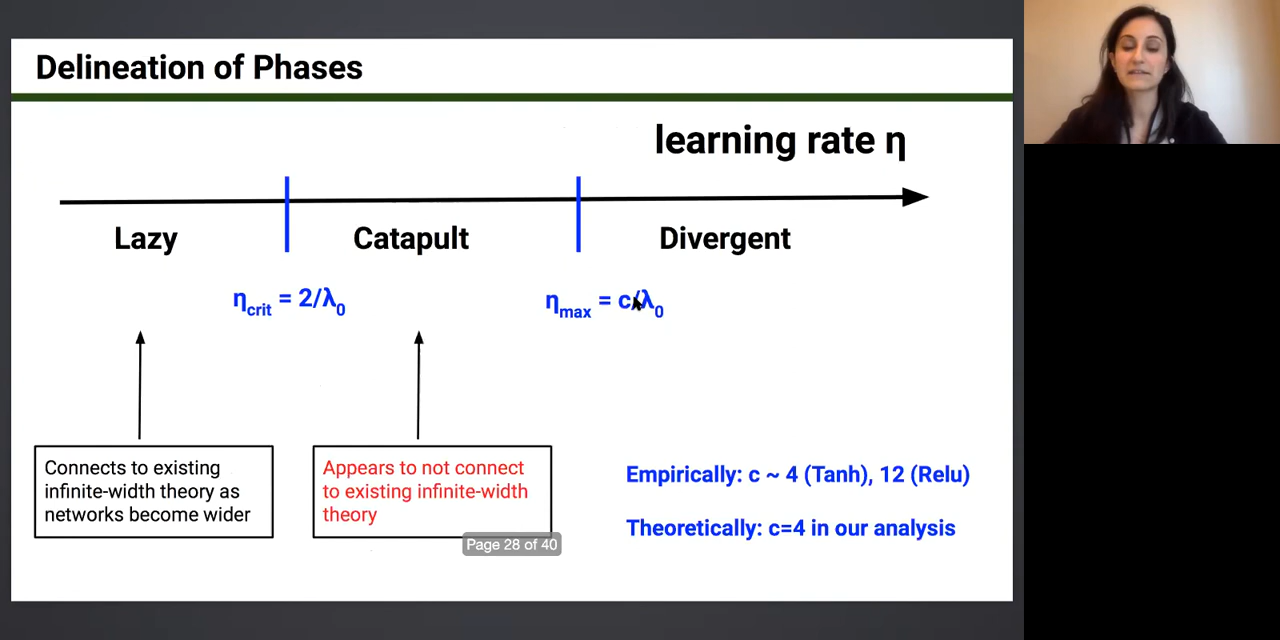 Delineation of Phases
learning rate η
Lazy
Catapult
Divergent
ηcrit = 2/λ0
ηmax = c/λ0
Connects to existing
infinite-width theory as
networks become wider
Appears to not connect
to existing infinite-width
theory
Empirically: c ~ 4 (Tanh), 12 (Relu)
Theoretically: c=4 in our analysis
Page 28 of 40